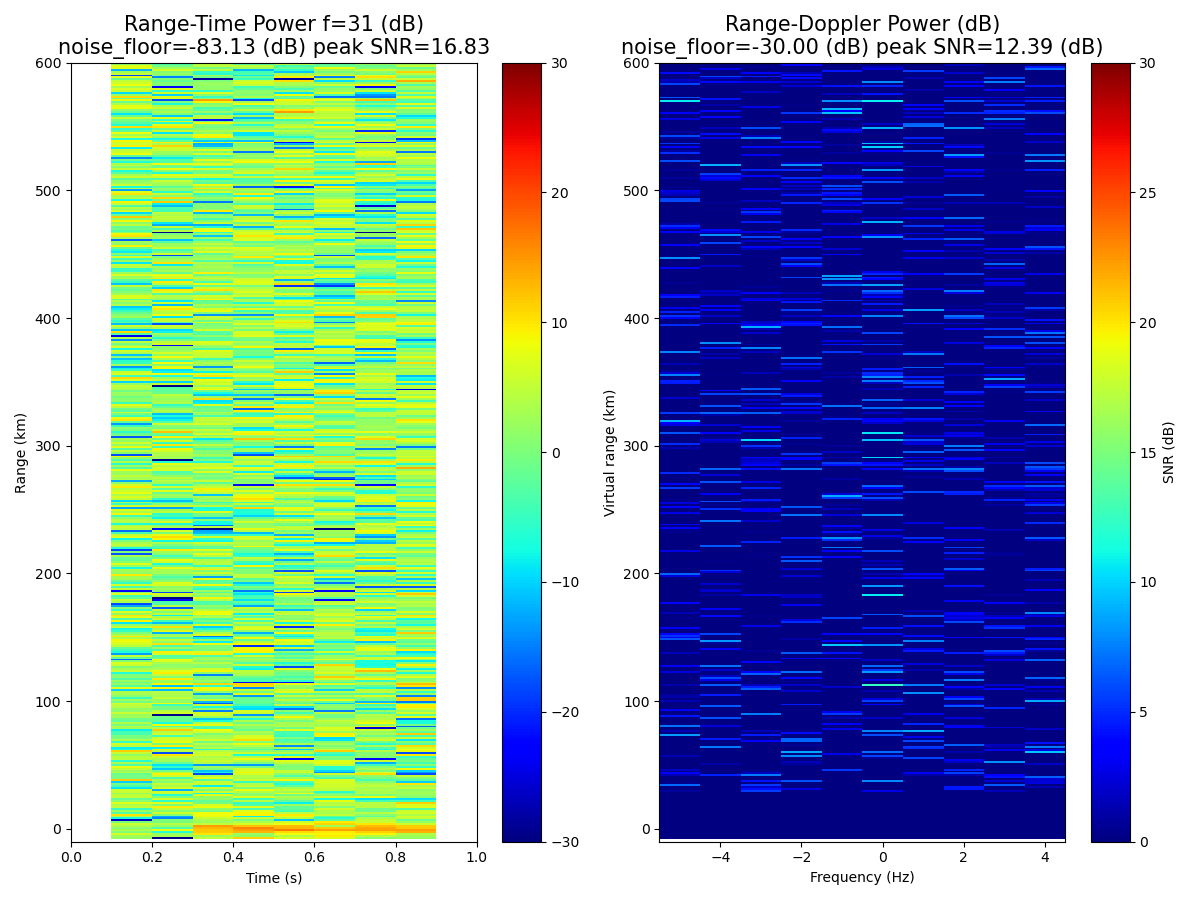 Range-Time Power f=31 (dB)
noise_floor=-83.13 (dB) peak SNR=16.83
Range (km)
600
500
400
300
200
100
0
0.0 0.2 0.4 0.6 0.8 1.0
Time (s)
30
20
10
0
−10
−20
−30
Range-Doppler Power (dB)
noise_floor=-30.00 (dB) peak SNR=12.39 (dB)
Virtual range (km)
600
500
400
300
200
100
0
−4 −2 0 2 4
Frequency (Hz)
30
25
20
15
10
5
0
SNR (dB)